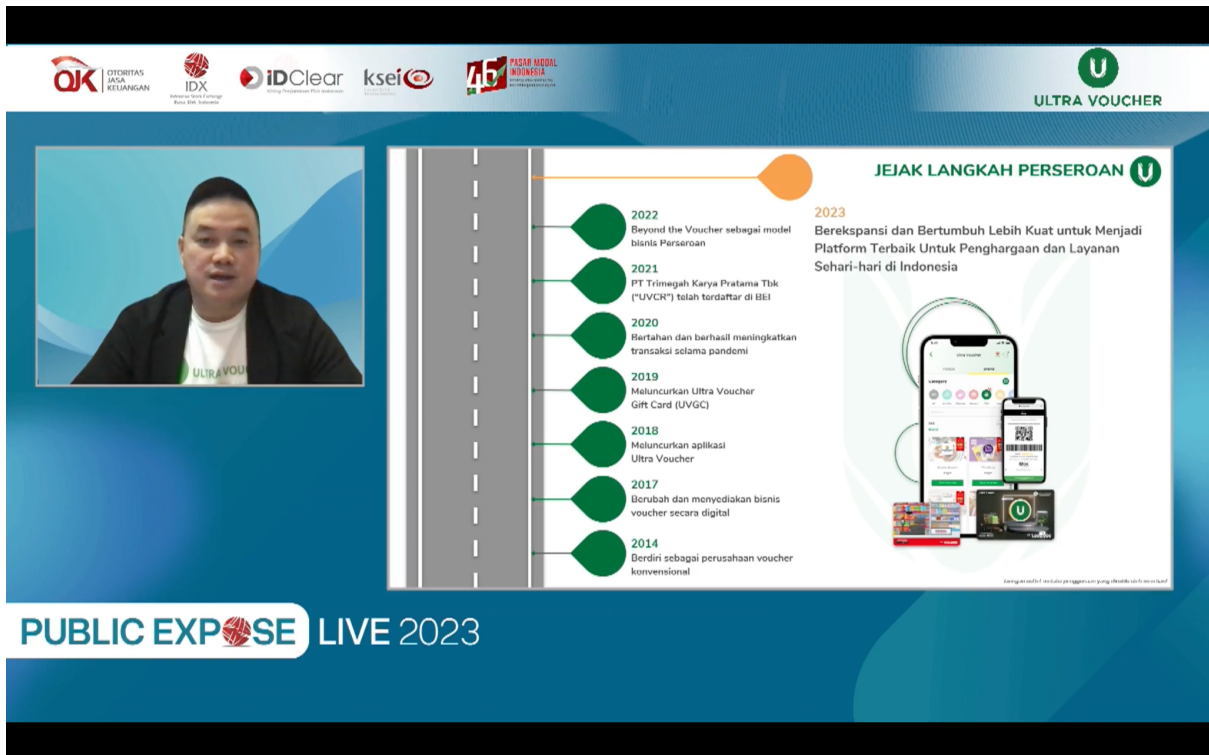 OJK
OTORITAS
JASA
KEUANGAN
IDX
iDClear
ksei
46
PASAR MODAL
INDONESIA
U
ULTRA VOUCHER
ULTRA VOU
JEJAK LANGKAH PERSEROAN
2023
Berekspansi dan Bertumbuh Lebih Kuat untuk Menjadi
Platform Terbaik Untuk Penghargaan dan Layanan
Sehari-hari di Indonesia
2022
Beyond the Voucher sebagai model
bisnis Perseroan
2021
PT Trimegah Karya Pratama Tbk
("UVCR") telah terdaftar di BEI
2020
Bertahan dan berhasil meningkatkan
transaksi selama pandemi
2019
Meluncurkan Ultra Voucher
Gift Card (UVGC)
2018
Meluncurkan aplikasi
Ultra Voucher
2017
Berubah dan menyediakan bisnis
voucher secara digital
2014
Berdiri sebagai perusahaan voucher
konvensional
PUBLIC EXPOSE LIVE 2023